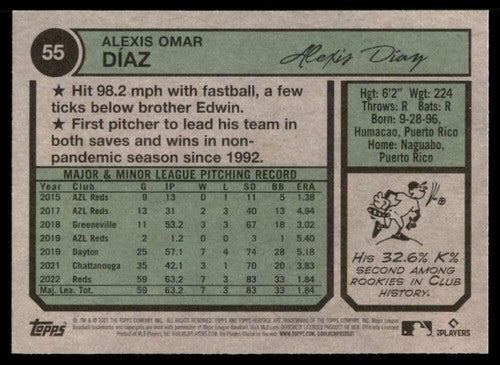 55
ALEXIS OMAR
DÍAZ
Alexis Diaz
★ Hit 98.2 mph with fastball, a few
ticks below brother Edwin.
★ First pitcher to lead his team in
both saves and wins in non-
pandemic season since 1992.
Hgt: 6'2" Wgt: 224
Throws: R Bats: R
Born: 9-28-96,
Humacao, Puerto Rico
Home: Naguabo,
Puerto Rico
MAJOR & MINOR LEAGUE PITCHING RECORD
Year Club G IP W L SO BB ERA
2015 AZL Reds 9 13 0 1 11 5 1.38
2017 AZL Reds 13 31 2 3 40 13 4.94
2018 Greeneville 11 53.2 3 6 67 18 3.02
2019 AZL Reds 2 1.2 0 0 3 1 5.40
2019 Dayton 25 57.1 7 4 74 28 5.18
2021 Chattanooga 35 42.1 3 1 70 20 3.83
2022 Reds 59 63.2 7 3 83 33 1.84
Maj. Lea. Tot. 59 63.2 7 3 83 33 1.84
His 32.6% K%
second among
rookies in Club
history.
TOPPS
MLB
PLAYERS